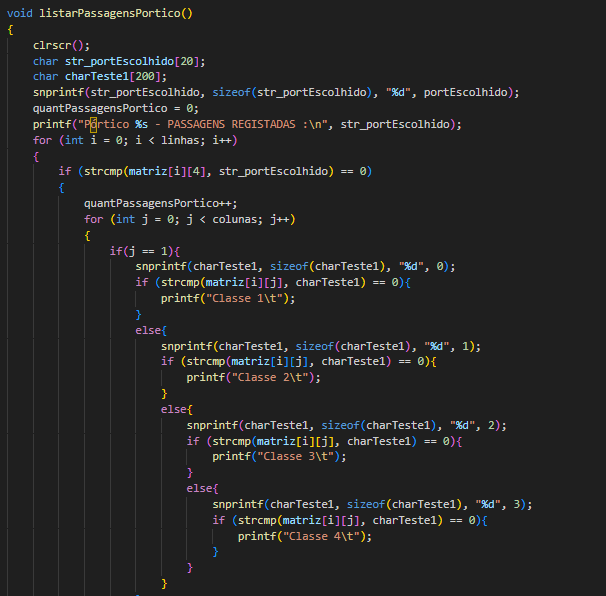 void listarPassagensPortico()
{
    clrscr();
    char str_portEscolhido[20];
    char charTeste1[200];
    snprintf(str_portEscolhido, sizeof(str_portEscolhido), "%d", portEscolhido);
    quantPassagensPortico = 0;
    printf("Pórtico %s - PASSAGENS REGISTADAS :\n", str_portEscolhido);
    for (int i = 0; i < linhas; i++)
    {
        if (strcmp(matriz[i][4], str_portEscolhido) == 0)
        {
            quantPassagensPortico++;
            for (int j = 0; j < colunas; j++)
            {
                if(j == 1){
                    snprintf(charTeste1, sizeof(charTeste1), "%d", 0);
                    if (strcmp(matriz[i][j], charTeste1) == 0){
                        printf("Classe 1\t");
                    }
                    else{
                        snprintf(charTeste1, sizeof(charTeste1), "%d", 1);
                        if (strcmp(matriz[i][j], charTeste1) == 0){
                            printf("Classe 2\t");
                        }
                        else{
                            snprintf(charTeste1, sizeof(charTeste1), "%d", 2);
                            if (strcmp(matriz[i][j], charTeste1) == 0){
                                printf("Classe 3\t");
                            }
                            else{
                                snprintf(charTeste1, sizeof(charTeste1), "%d", 3);
                                if (strcmp(matriz[i][j], charTeste1) == 0){
                                    printf("Classe 4\t");
                                }
                            }
                        }